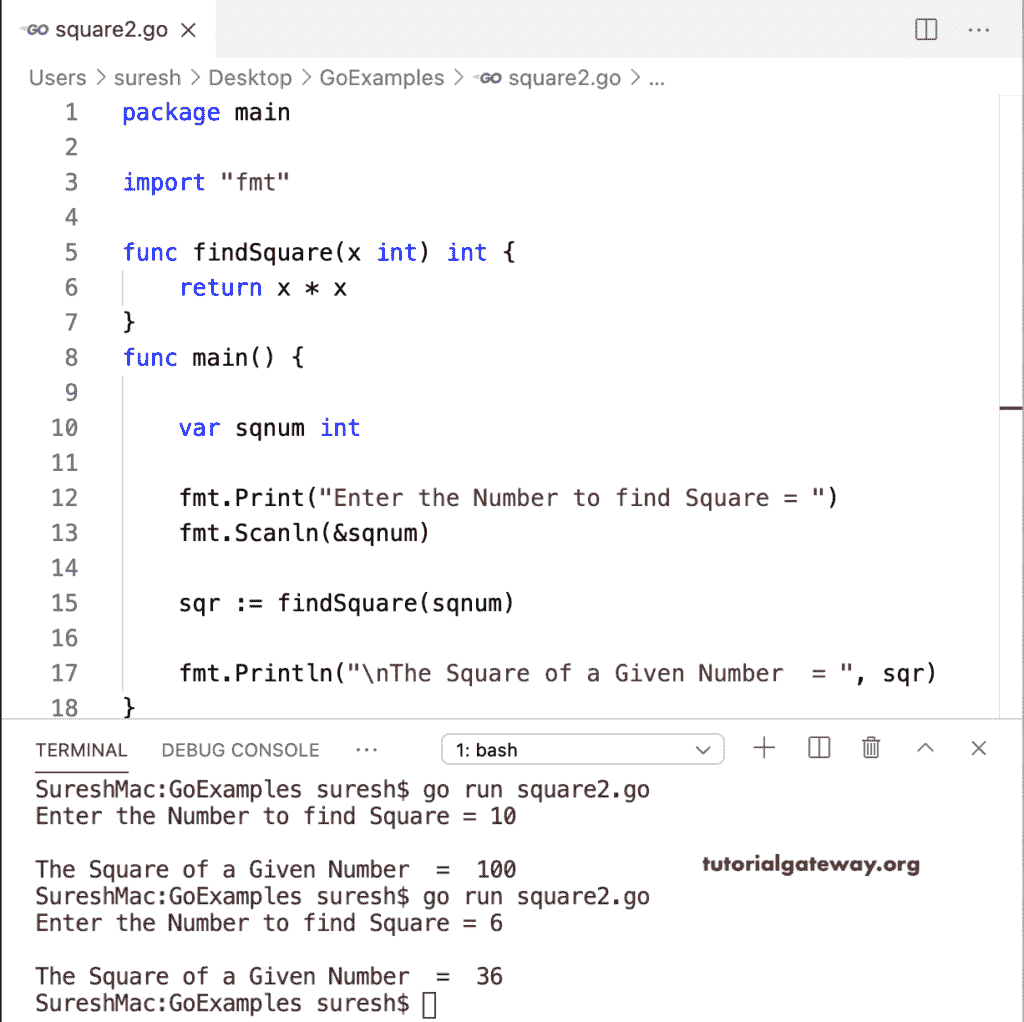 GO square2.go
Users > suresh > Desktop > GoExamples > GO square2.go > ...
1 package main
2
3 import "fmt"
4
5 func findSquare(x int) int {
6     return x * x
7 }
8 func main() {
9
10     var sqnum int
11
12     fmt.Print("Enter the Number to find Square = ")
13     fmt.Scanln(&sqnum)
14
15     sqr := findSquare(sqnum)
16
17     fmt.Println("\nThe Square of a Given Number  = ", sqr)
18 }
TERMINAL DEBUG CONSOLE ... 1: bash
SureshMac:GoExamples suresh$ go run square2.go
Enter the Number to find Square = 10
The Square of a Given Number  =  100
tutorialgateway.org
SureshMac:GoExamples suresh$ go run square2.go
Enter the Number to find Square = 6
The Square of a Given Number  =  36
SureshMac:GoExamples suresh$